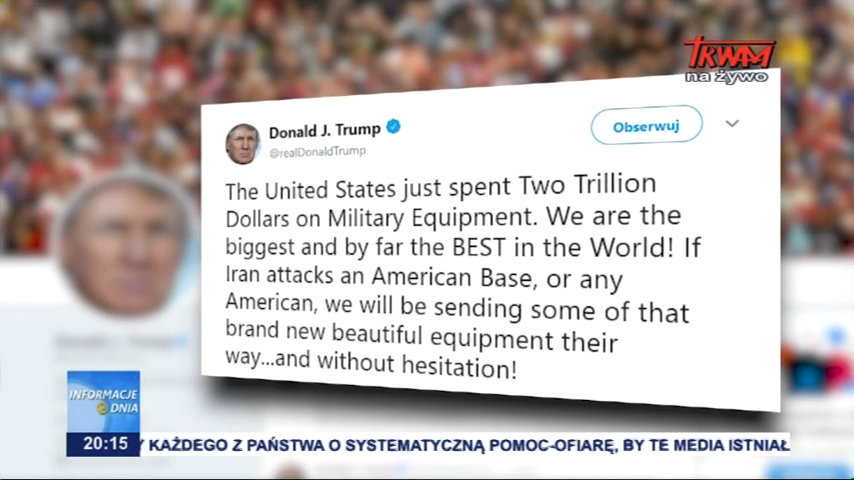 TRWAM
na żywo
Donald J. Trump
@realDonaldTrump
Obserwuj
The United States just spent Two Trillion
Dollars on Military Equipment. We are the
biggest and by far the BEST in the World! If
Iran attacks an American Base, or any
American, we will be sending some of that
brand new beautiful equipment their
way...and without hesitation!
INFORMACJE
DNIA
20:15
Y KAŻDEGO Z PAŃSTWA O SYSTEMATYCZNĄ POMOC-OFIARĘ, BY TE MEDIA ISTNIAŁ